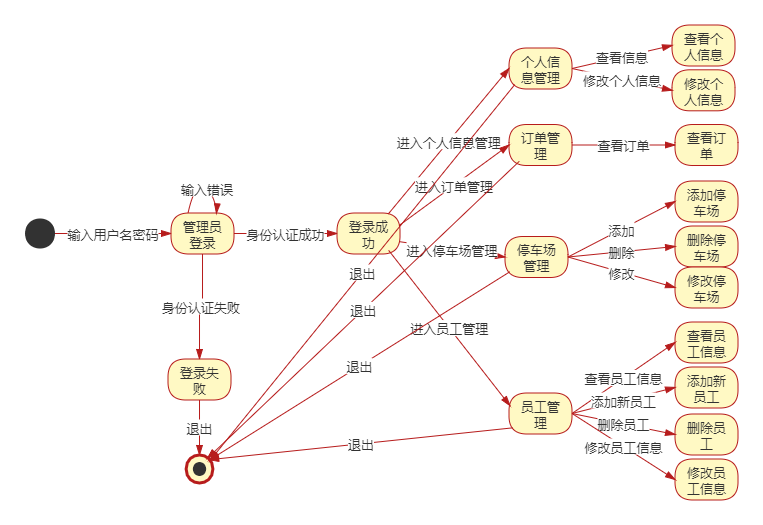 输入用户名密码
输入错误
管理员
登录
身份认证成功
身份认证失败
登录失
败
退出
登录成
功
进入个人信息管理
进入订单管理
进入停车场管理
进入员工管理
退出
退出
退出
退出
个人信
息管理
查看信息
修改个人信息
查看个
人信息
修改个
人信息
订单管
理
查看订单
查看订
单
停车场
管理
添加
删除
修改
添加停
车场
删除停
车场
修改停
车场
员工管
理
查看员工信息
添加新员工
删除员工
修改员工信息
查看员
工信息
添加新
员工
删除员
工
修改员
工信息